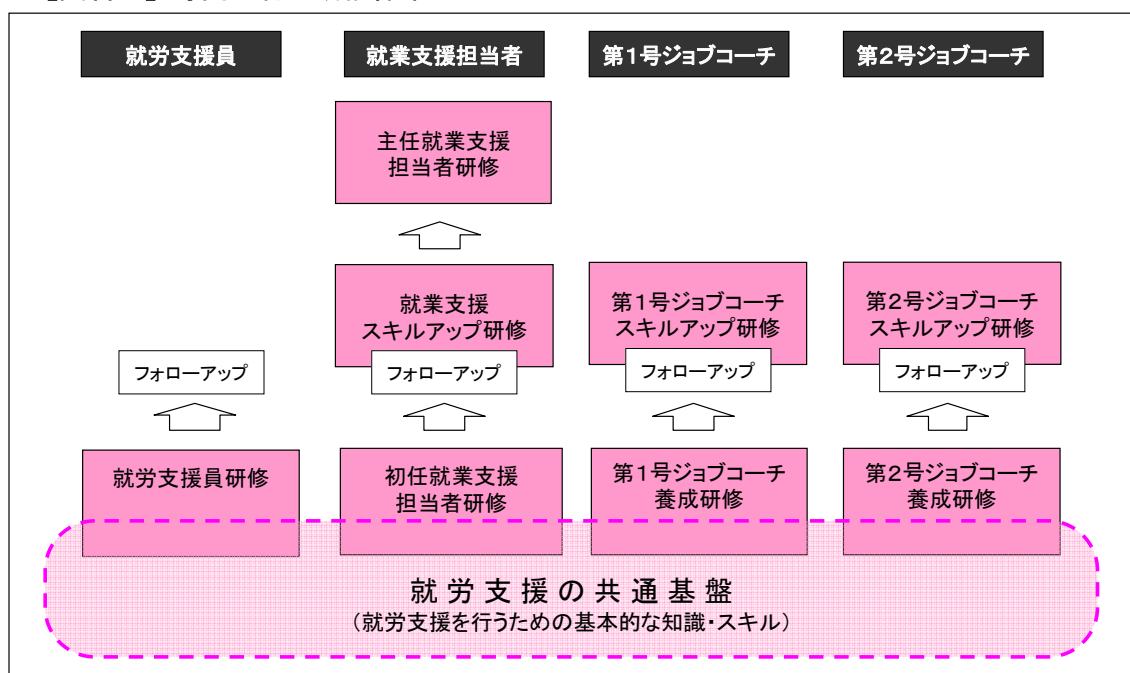 就労支援員
就業支援担当者
第1号ジョブコーチ
第2号ジョブコーチ
主任就業支援
担当者研修
就業支援
スキルアップ研修
第1号ジョブコーチ
スキルアップ研修
第2号ジョブコーチ
スキルアップ研修
フォローアップ
フォローアップ
フォローアップ
フォローアップ
就労支援員研修
初任就業支援
担当者研修
第1号ジョブコーチ
養成研修
第2号ジョブコーチ
養成研修
就労支援の共通基盤
(就労支援を行うための基本的な知識・スキル)